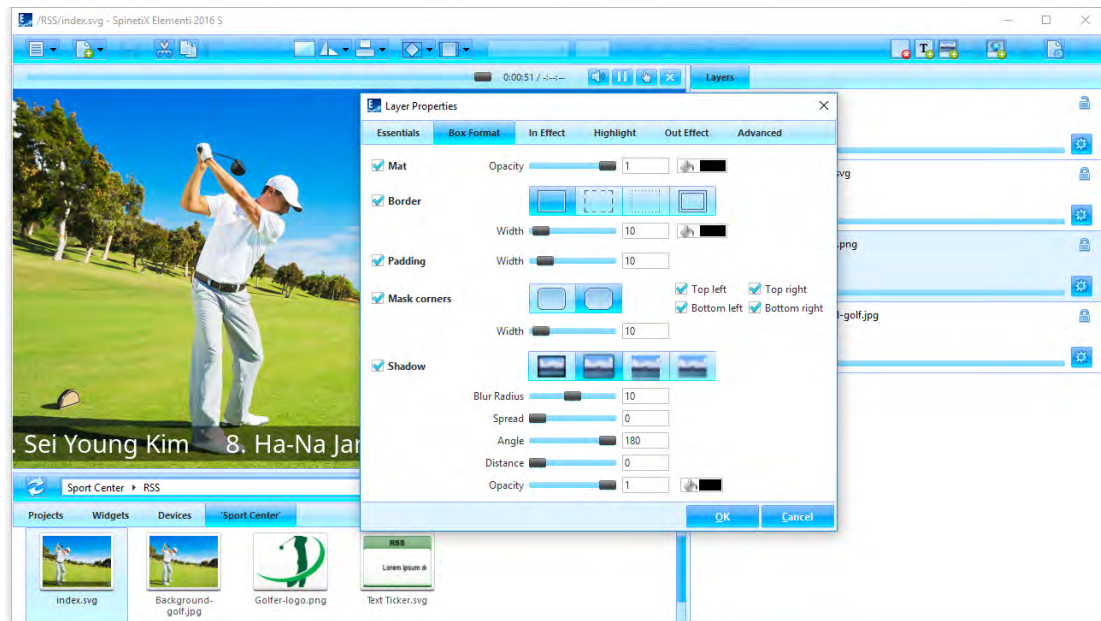 /RSS/index.svg - SpinetiX Elementi 2016 S
0:00:51 / -:--:--
Layers
Layer Properties
Essentials Box Format In Effect Highlight Out Effect Advanced
Mat Opacity 1
Border
Width 10
Padding Width 10
Mask corners Top left Top right
Bottom left Bottom right
Width 10
Shadow
Blur Radius 10
Spread 0
Angle 180
Distance 0
Opacity 1
OK Cancel
.png
-golf.jpg
. Sei Young Kim 8. Ha-Na Jan
Sport Center RSS
Projects Widgets Devices 'Sport Center'
RSS
Lorem ipsum d
index.svg Background-golf.jpg Golfer-logo.png Text Ticker.svg